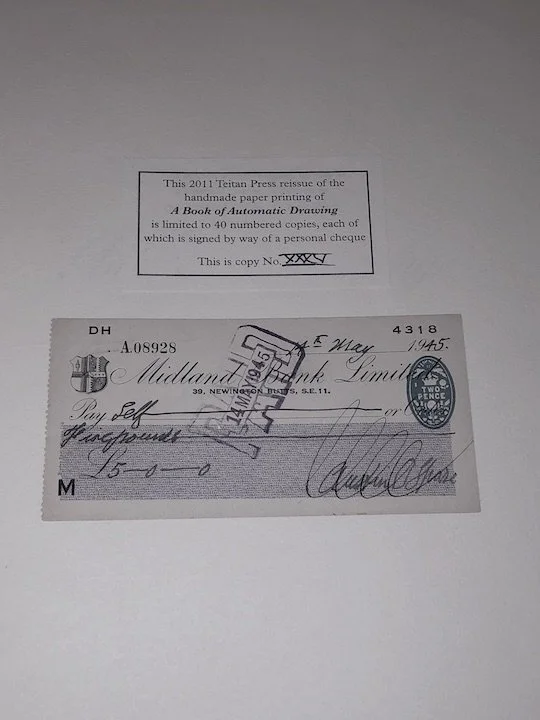 This 2011 Teitan Press reissue of the
handmade paper printing of
A Book of Automatic Drawing
is limited to 40 numbered copies, each of
which is signed by way of a personal cheque
This is copy No. XXXV
DH
4318
A.08928
14th May 1945.
Midland Bank Limited
39, NEWINGTON BUTTS, S.E.11.
14 MAY 1945
TWO
PENCE
Pay Self or
Five pounds
£5-0-0
M
Austin O Spare